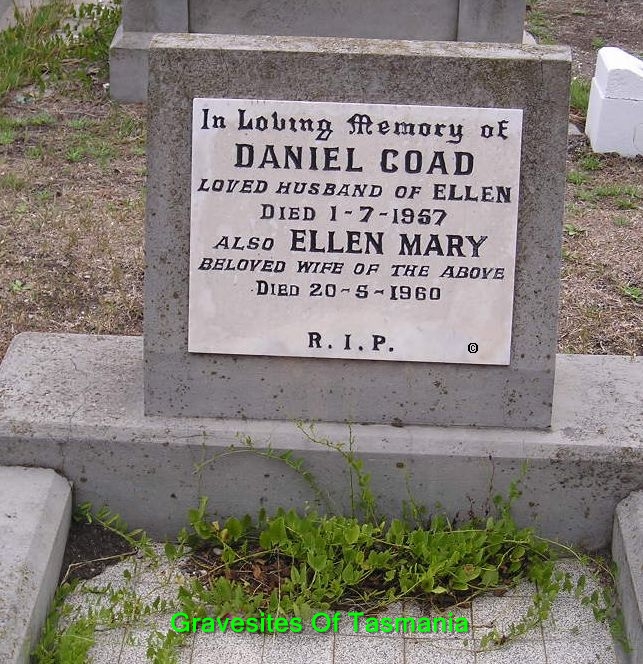 In Loving Memory of
DANIEL COAD
LOVED HUSBAND OF ELLEN
DIED 1-7-1957
ALSO ELLEN MARY
BELOVED WIFE OF THE ABOVE
DIED 20-5-1960
R. I. P.
©
Gravesites Of Tasmania